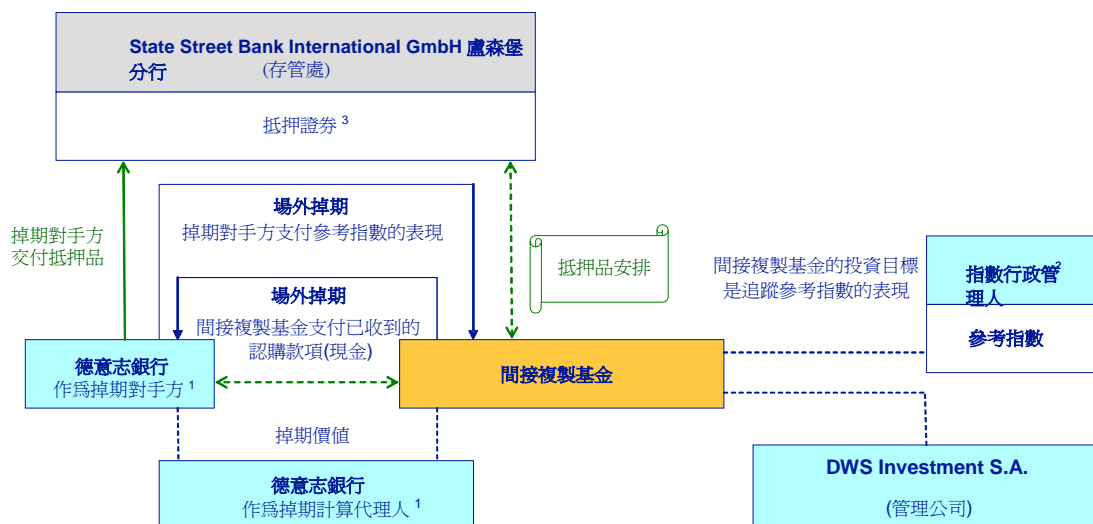 State Street Bank International GmbH 盧森堡
分行 (存管處)
抵押證券 3
場外掉期
掉期對手方支付參考指數的表現
掉期對手方
交付抵押品
抵押品安排
間接複製基金的投資目標
是追蹤參考指數的表現
指數行政管 2
理人
場外掉期
間接複製基金支付已收到的
認購款項(現金)
參考指數
德意志銀行
作爲掉期對手方 1
間接複製基金
掉期價值
德意志銀行
作爲掉期計算代理人 1
DWS Investment S.A.
(管理公司)